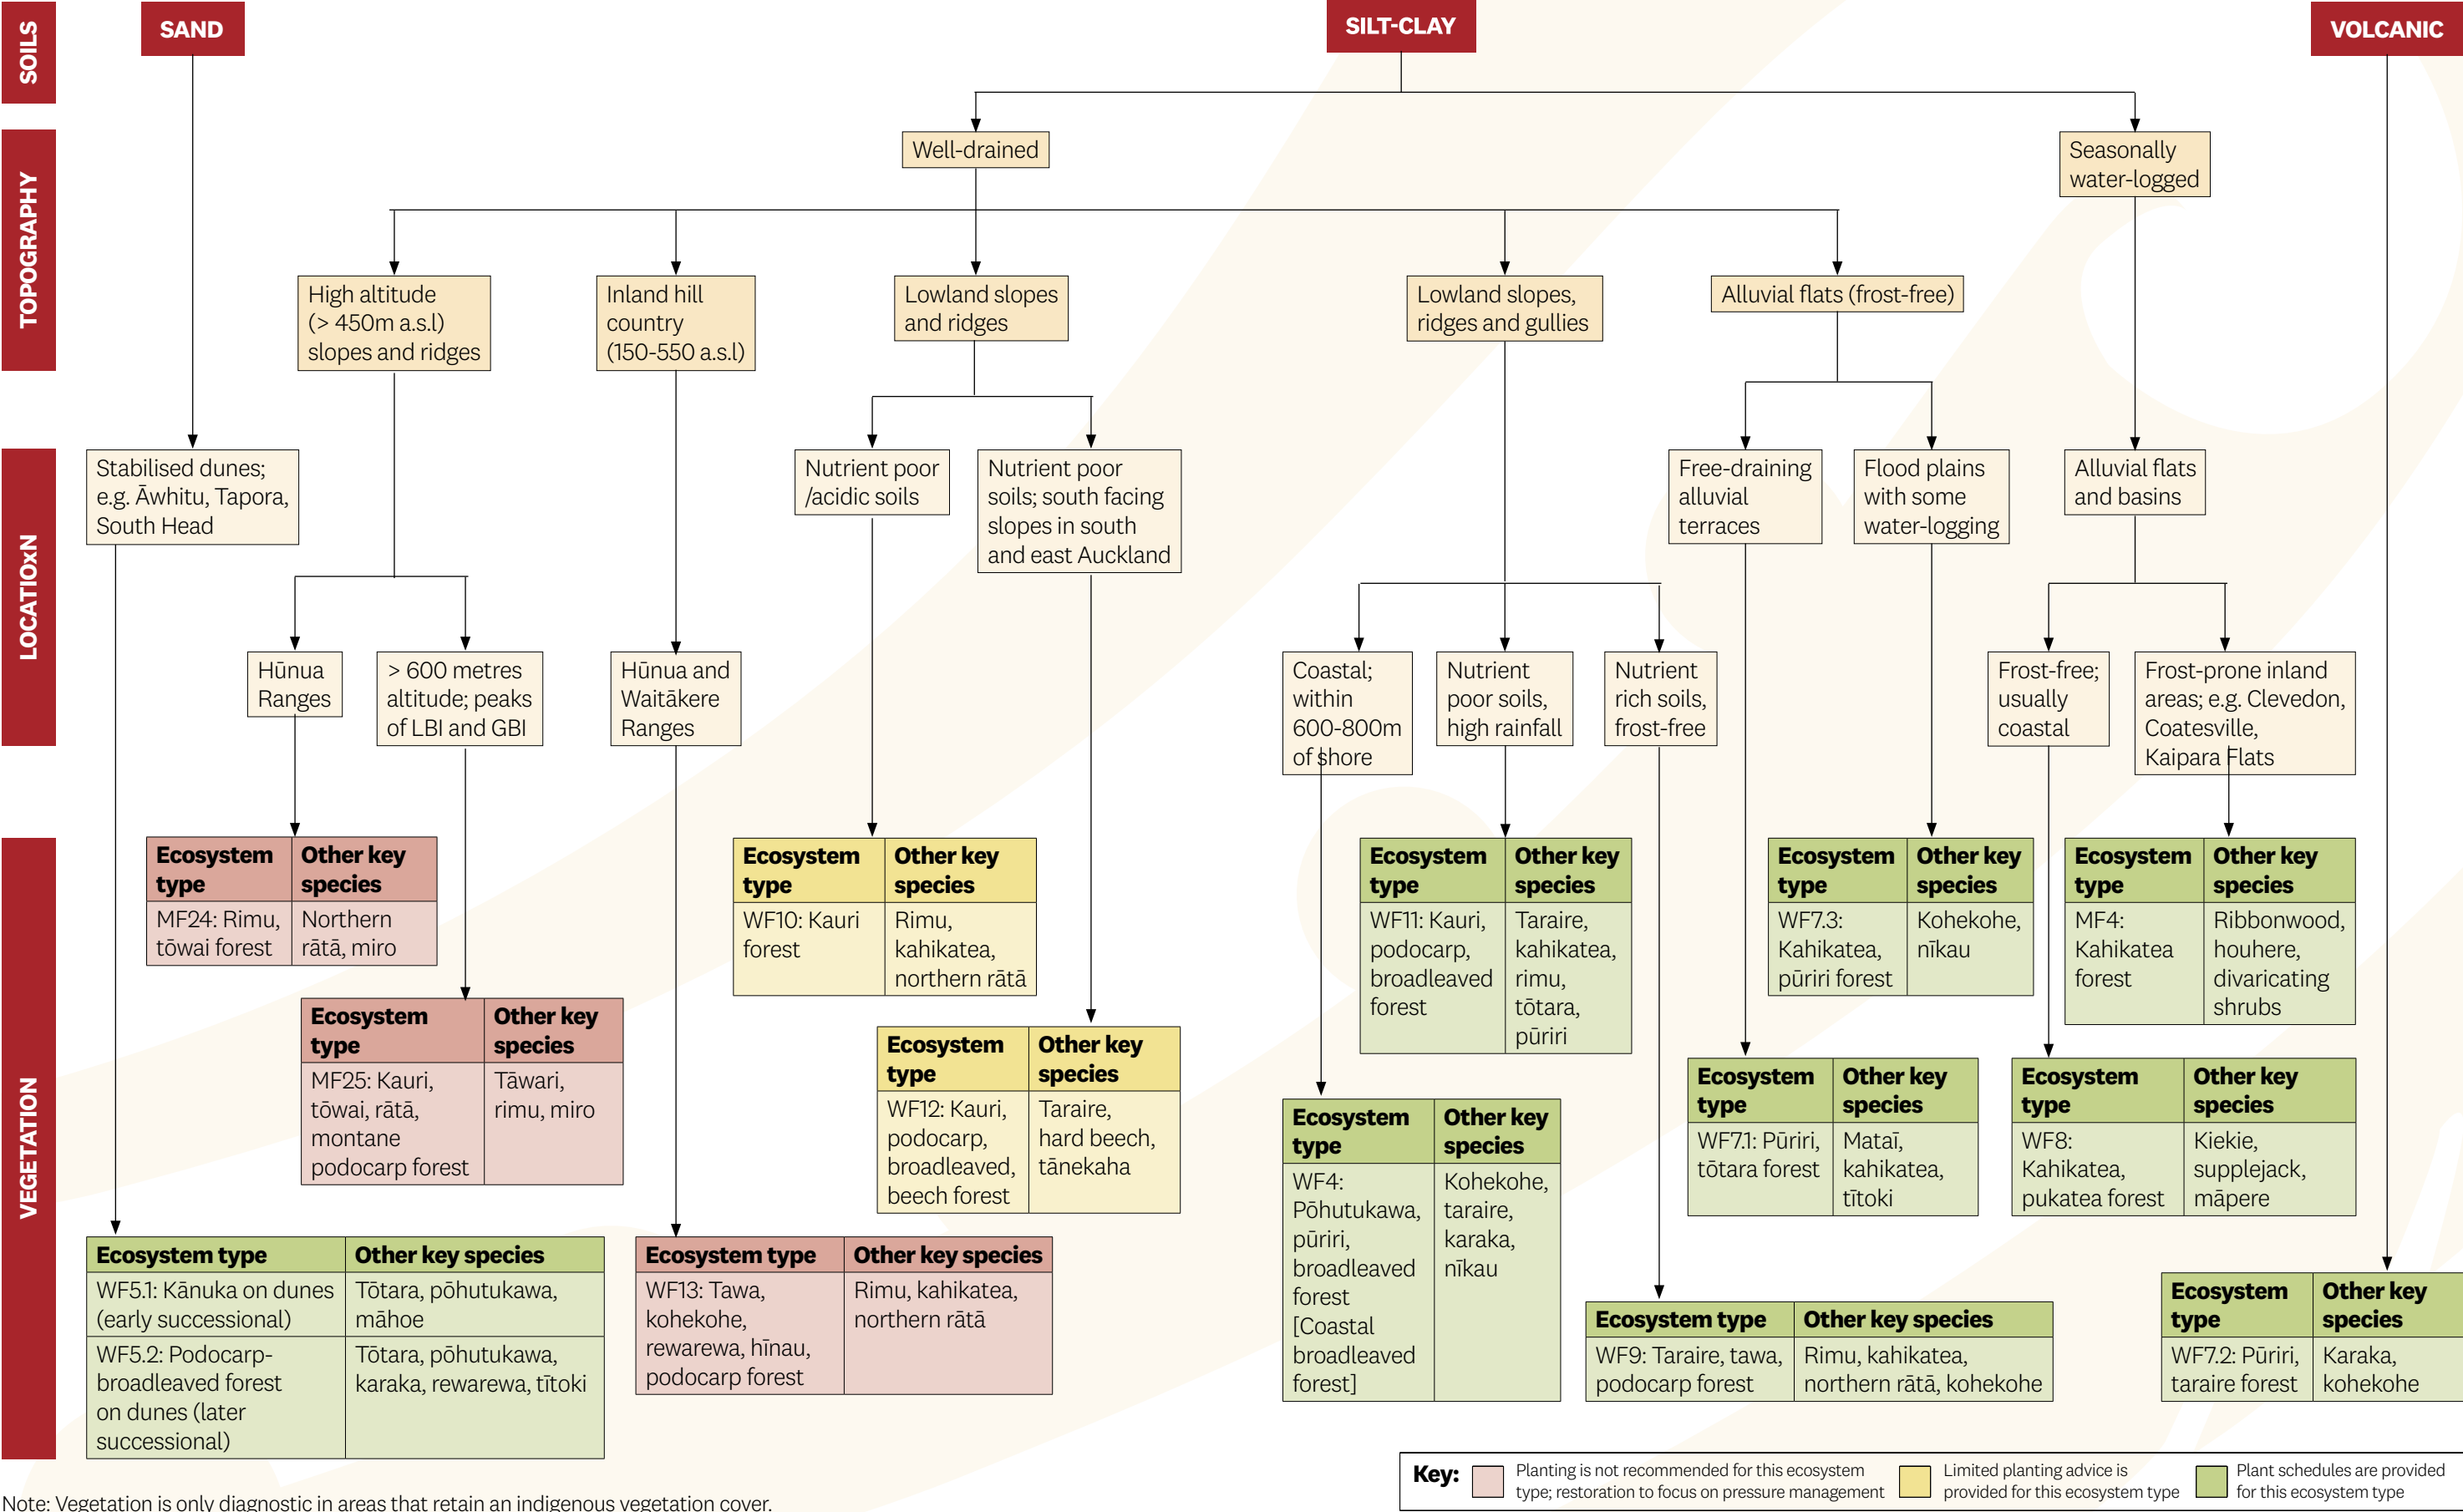 SOILS
SAND
SILT-CLAY
VOLCANIC
TOPOGRAPHY
Well-drained
Seasonally
water-logged
High altitude
(> 450m a.s.l)
slopes and ridges
Inland hill
country
(150-550 a.s.l)
Lowland slopes
and ridges
Lowland slopes,
ridges and gullies
Alluvial flats (frost-free)
LOCATIOxN
Stabilised dunes;
e.g. Āwhitu, Tapora,
South Head
Nutrient poor
/acidic soils
Nutrient poor
soils; south facing
slopes in south
and east Auckland
Free-draining
alluvial
terraces
Flood plains
with some
water-logging
Alluvial flats
and basins
Hūnua
Ranges
> 600 metres
altitude; peaks
of LBI and GBI
Hūnua and
Waitākere
Ranges
Coastal;
within
600-800m
of shore
Nutrient
poor soils,
high rainfall
Nutrient
rich soils,
frost-free
Frost-free;
usually
coastal
Frost-prone inland
areas; e.g. Clevedon,
Coatesville,
Kaipara Flats
VEGETATION
Ecosystem
type
Other key
species
MF24: Rimu,
tōwai forest
Northern
rātā, miro
Ecosystem
type
Other key
species
WF10: Kauri
forest
Rimu,
kahikatea,
northern rātā
Ecosystem
type
Other key
species
WF11: Kauri,
podocarp,
broadleaved
forest
Taraire,
kahikatea,
rimu,
tōtara,
pūriri
Ecosystem
type
Other key
species
WF7.3:
Kahikatea,
pūriri forest
Kohekohe,
nīkau
Ecosystem
type
Other key
species
MF4:
Kahikatea
forest
Ribbonwood,
houhere,
divaricating
shrubs
Ecosystem
type
Other key
species
MF25: Kauri,
tōwai, rātā,
montane
podocarp forest
Tāwari,
rimu, miro
Ecosystem
type
Other key
species
WF12: Kauri,
podocarp,
broadleaved,
beech forest
Taraire,
hard beech,
tānekaha
Ecosystem
type
Other key
species
WF4:
Pōhutukawa,
pūriri,
broadleaved
forest
[Coastal
broadleaved
forest]
Kohekohe,
taraire,
karaka,
nīkau
Ecosystem
type
Other key
species
WF7.1: Pūriri,
tōtara forest
Mataī,
kahikatea,
tītoki
Ecosystem
type
Other key
species
WF8:
Kahikatea,
pukatea forest
Kiekie,
supplejack,
māpere
Ecosystem type
Other key species
WF5.1: Kānuka on dunes
(early successional)
Tōtara, pōhutukawa,
māhoe
WF5.2: Podocarp-
broadleaved forest
on dunes (later
successional)
Tōtara, pōhutukawa,
karaka, rewarewa, tītoki
Ecosystem type
Other key species
WF13: Tawa,
kohekohe,
rewarewa, hīnau,
podocarp forest
Rimu, kahikatea,
northern rātā
Ecosystem type
Other key species
WF9: Taraire, tawa,
podocarp forest
Rimu, kahikatea,
northern rātā, kohekohe
Ecosystem
type
Other key
species
WF7.2: Pūriri,
taraire forest
Karaka,
kohekohe
Key:
Planting is not recommended for this ecosystem
type; restoration to focus on pressure management
Limited planting advice is
provided for this ecosystem type
Plant schedules are provided
for this ecosystem type
Note: Vegetation is only diagnostic in areas that retain an indigenous vegetation cover.